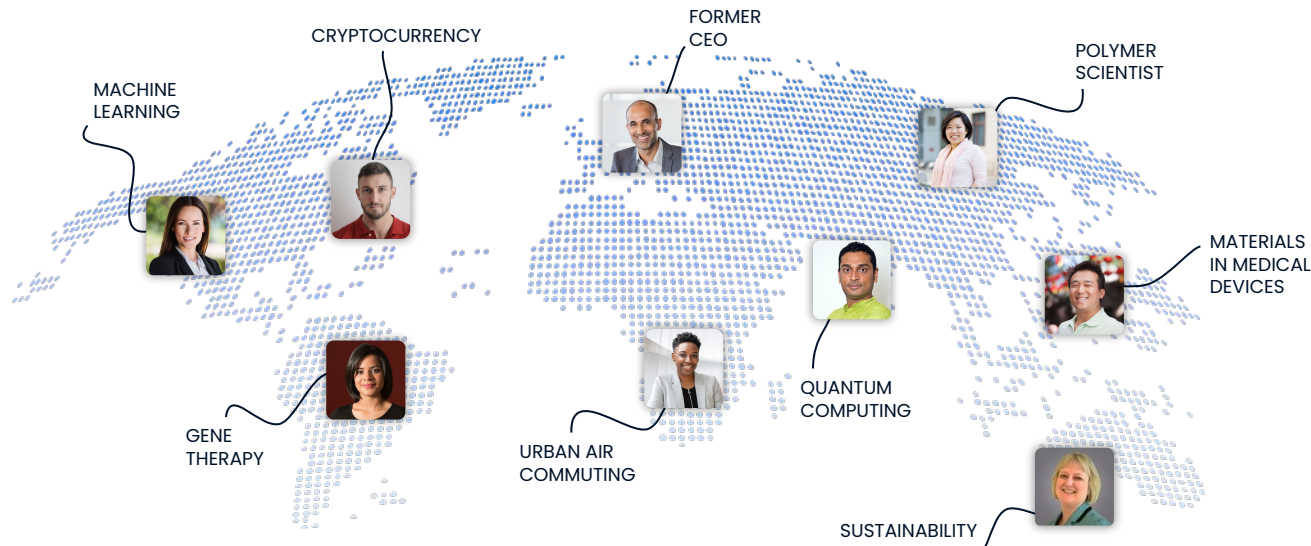 FORMER
CEO
CRYPTOCURRENCY
POLYMER
SCIENTIST
MACHINE
LEARNING
MATERIALS
IN MEDICAL
DEVICES
QUANTUM
COMPUTING
GENE
THERAPY
URBAN AIR
COMMUTING
SUSTAINABILITY